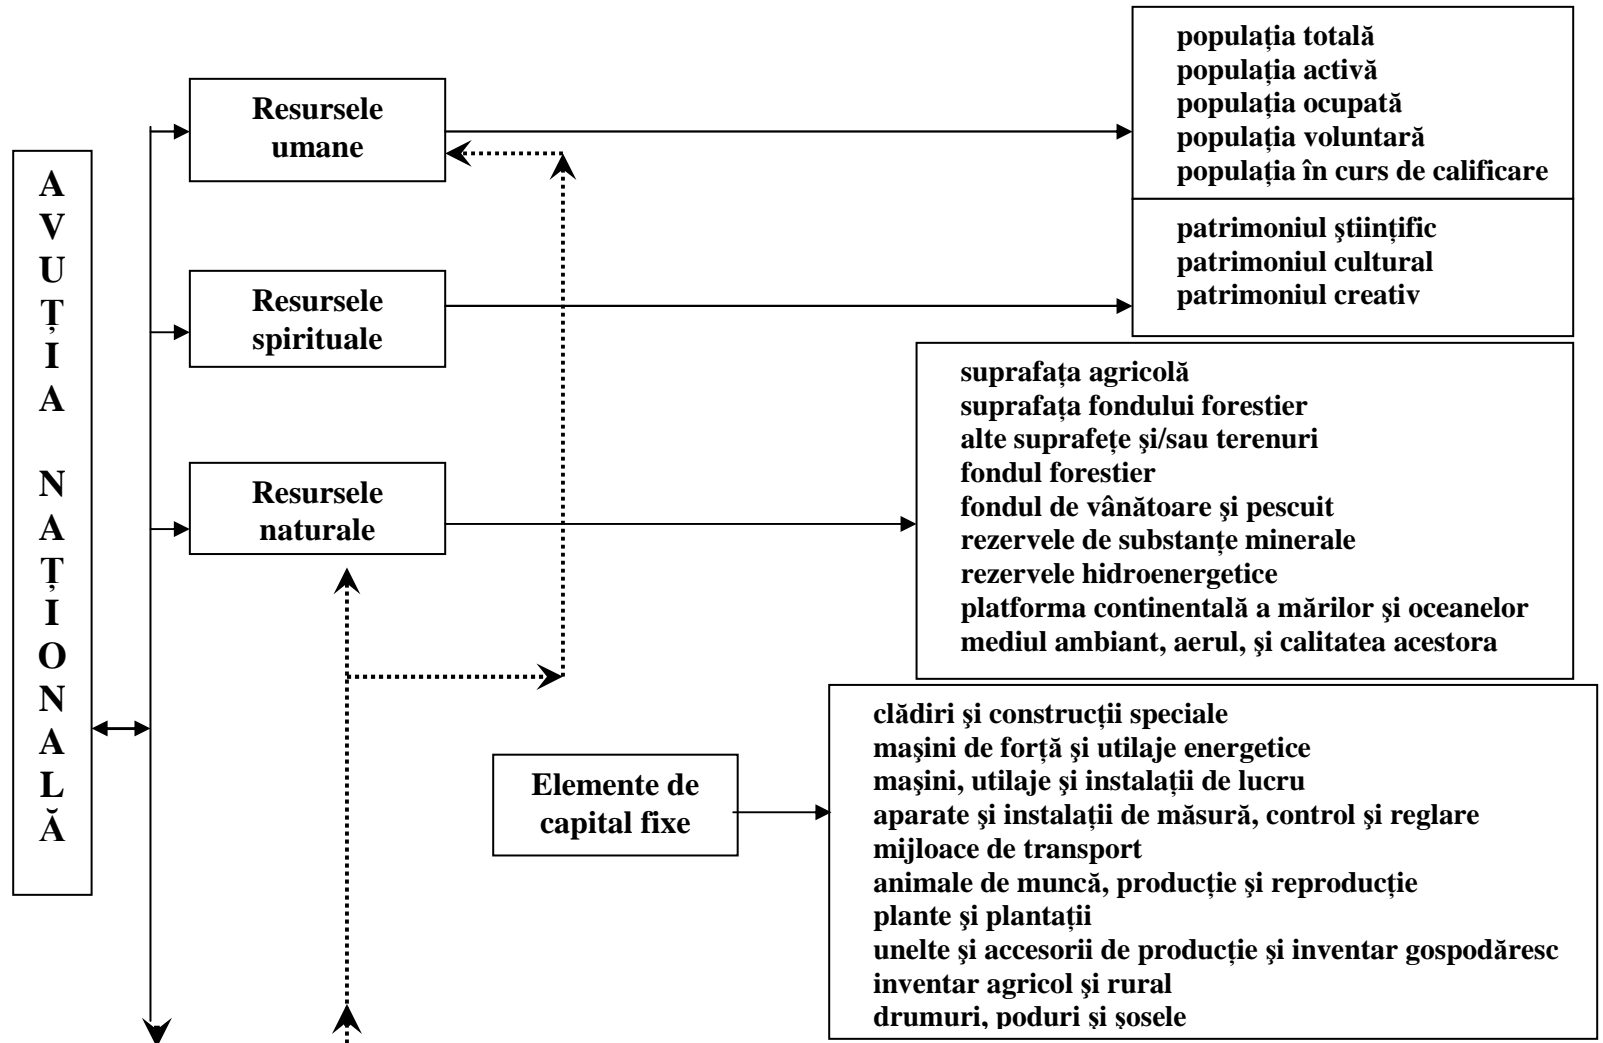 AVUȚIA NAȚIONALĂ
Resursele
umane
populația totală
populația activă
populația ocupată
populația voluntară
populația în curs de calificare
Resursele
spirituale
patrimoniul ştiințific
patrimoniul cultural
patrimoniul creativ
Resursele
naturale
suprafața agricolă
suprafața fondului forestier
alte suprafețe şi/sau terenuri
fondul forestier
fondul de vânătoare şi pescuit
rezervele de substanțe minerale
rezervele hidroenergetice
platforma continentală a mărilor şi oceanelor
mediul ambiant, aerul, şi calitatea acestora
Elemente de
capital fixe
clădiri şi construcții speciale
maşini de forță şi utilaje energetice
maşini, utilaje şi instalații de lucru
aparate şi instalații de măsură, control şi reglare
mijloace de transport
animale de muncă, producție şi reproducție
plante şi plantații
unelte şi accesorii de producție şi inventar gospodăresc
inventar agricol şi rural
drumuri, poduri şi şosele